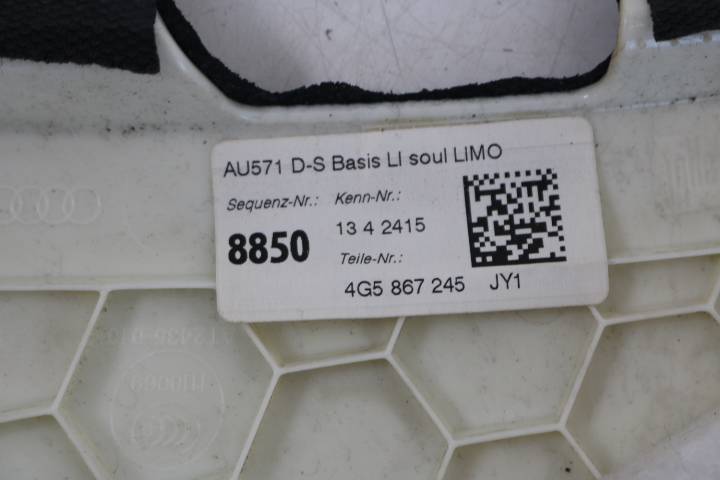 AU571 D-S Basis LI soul LIMO
Sequenz-Nr.: Kenn-Nr.:
8850 13 4 2415
Teile-Nr.:
4G5 867 245 JY1